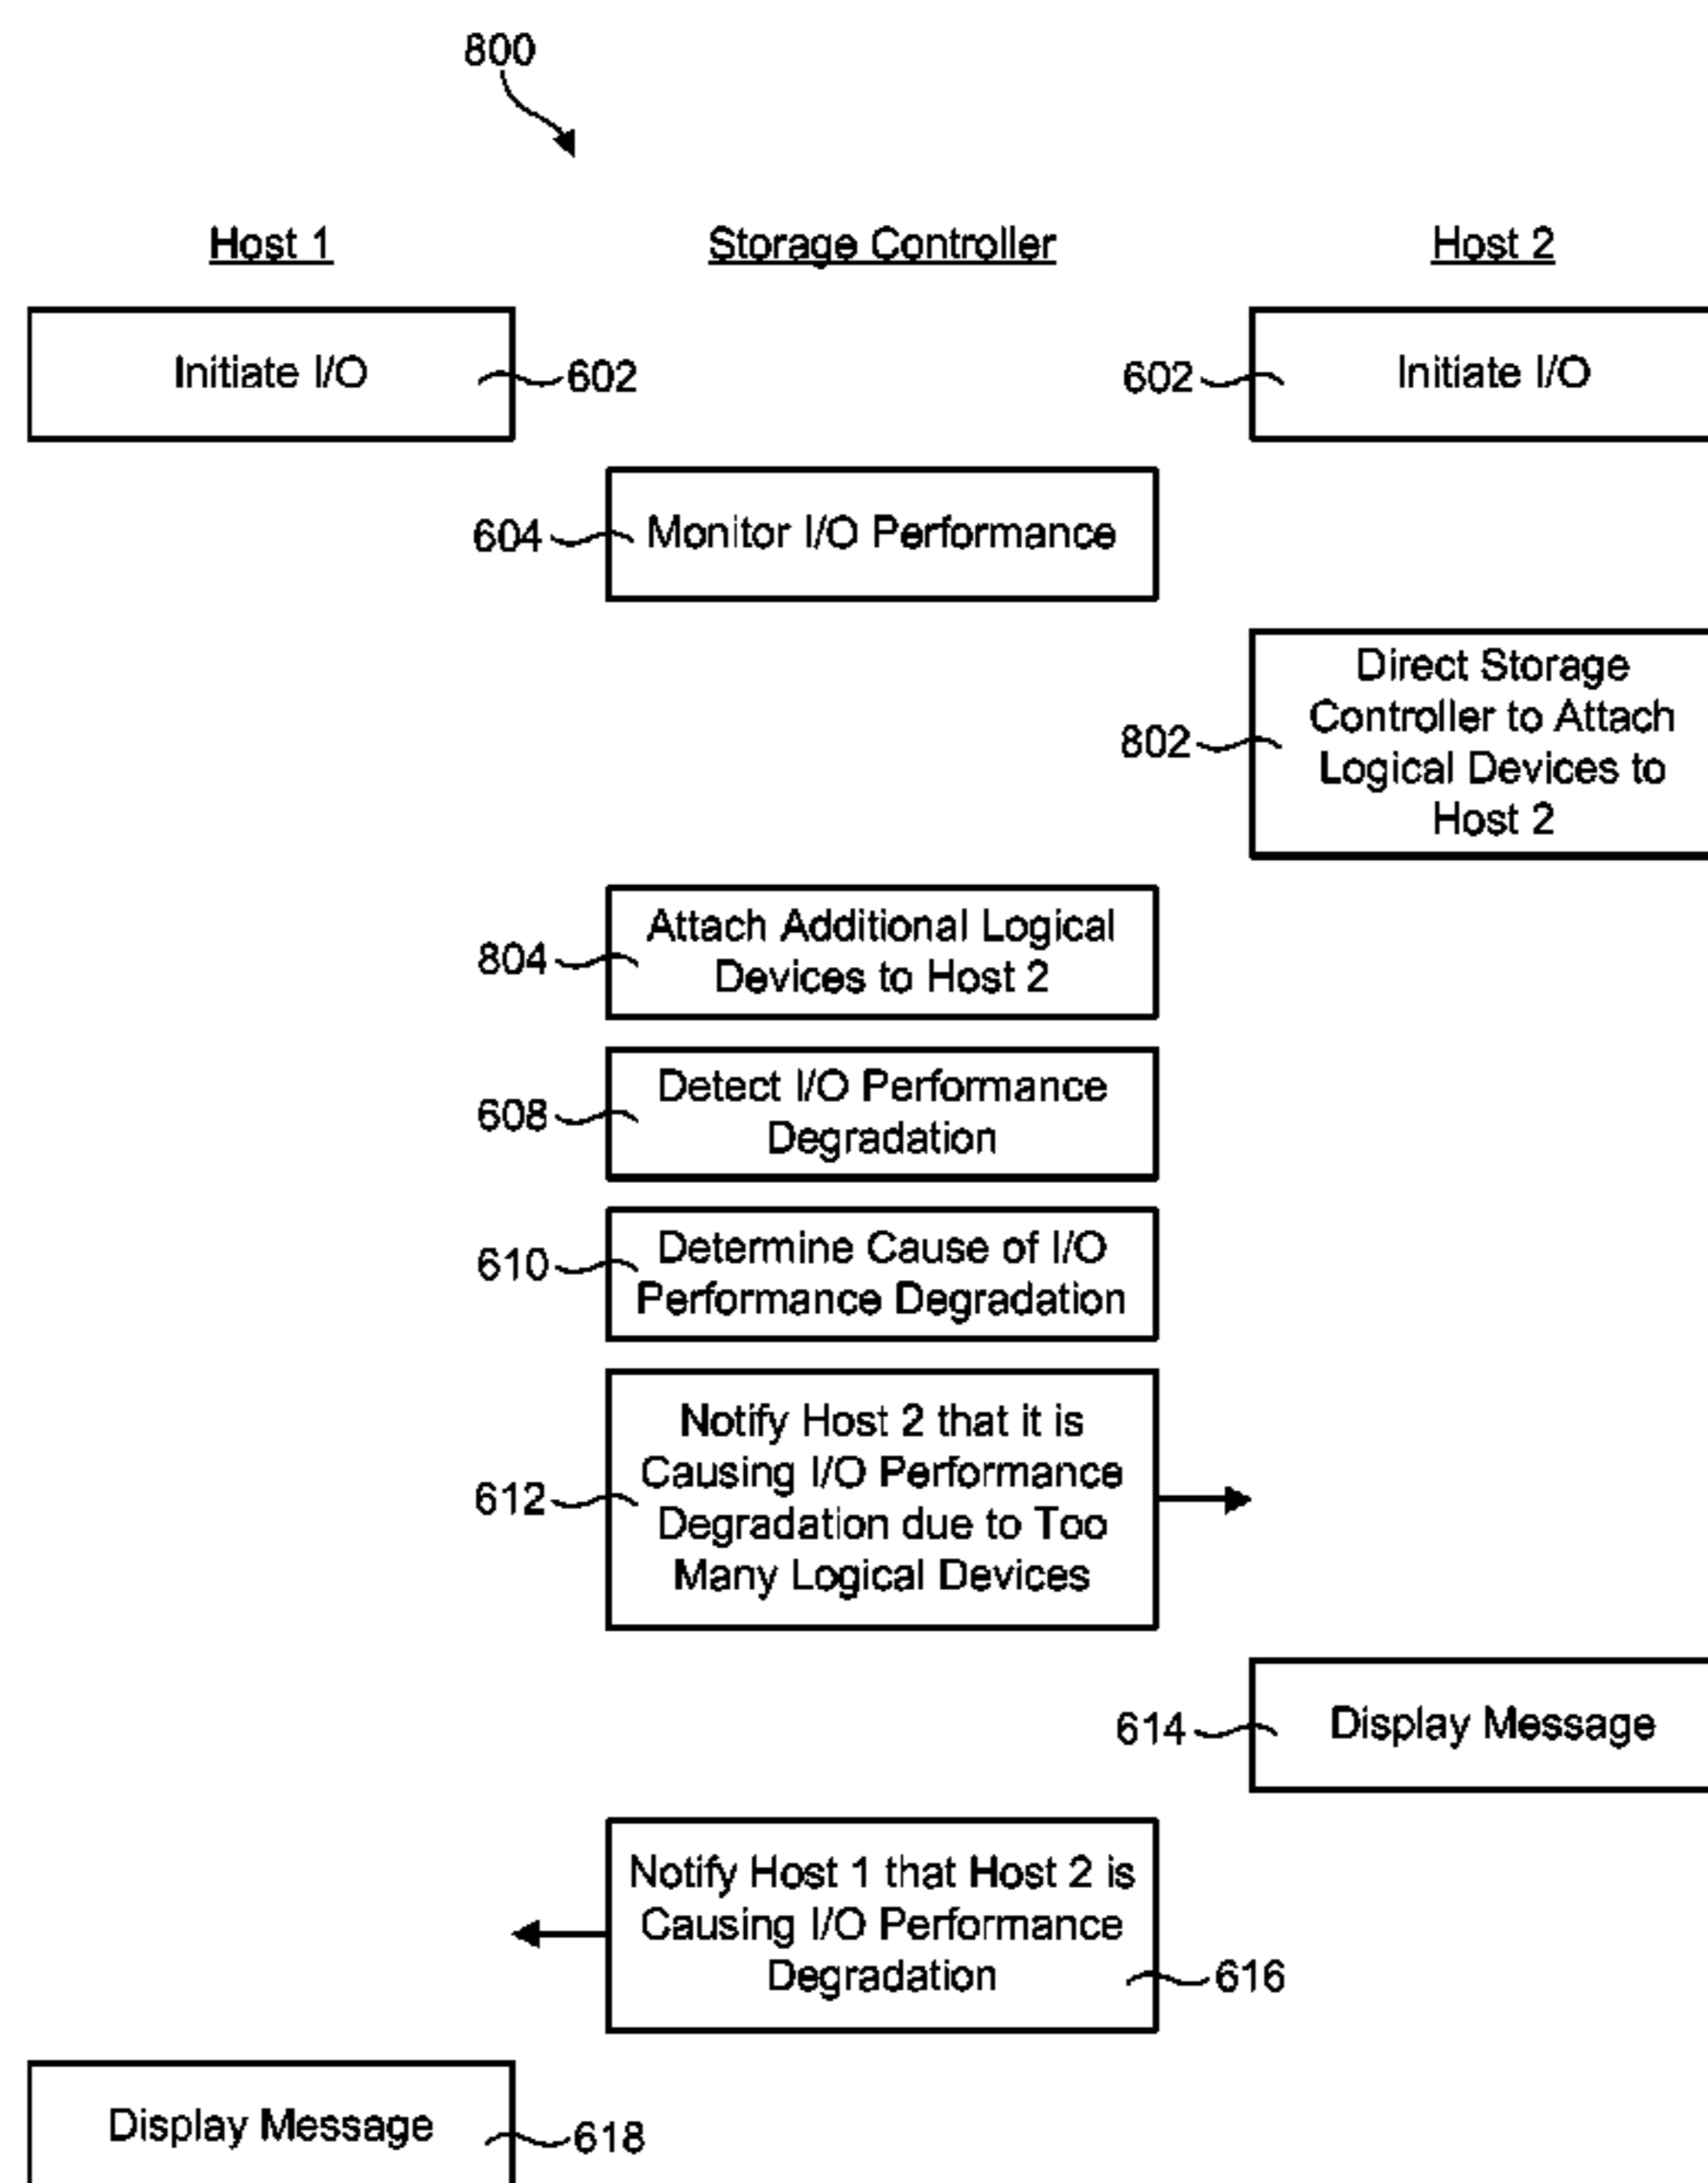 800
Host 1
Storage Controller
Host 2
Initiate I/O
602
602
Initiate I/O
604
Monitor I/O Performance
Direct Storage
Controller to Attach
Logical Devices to
Host 2
802
Attach Additional Logical
Devices to Host 2
804
Detect I/O Performance
Degradation
608
Determine Cause of I/O
Performance Degradation
610
Notify Host 2 that it is
Causing I/O Performance
Degradation due to Too
Many Logical Devices
612
614
Display Message
Notify Host 1 that Host 2 is
Causing I/O Performance
Degradation
616
Display Message
618